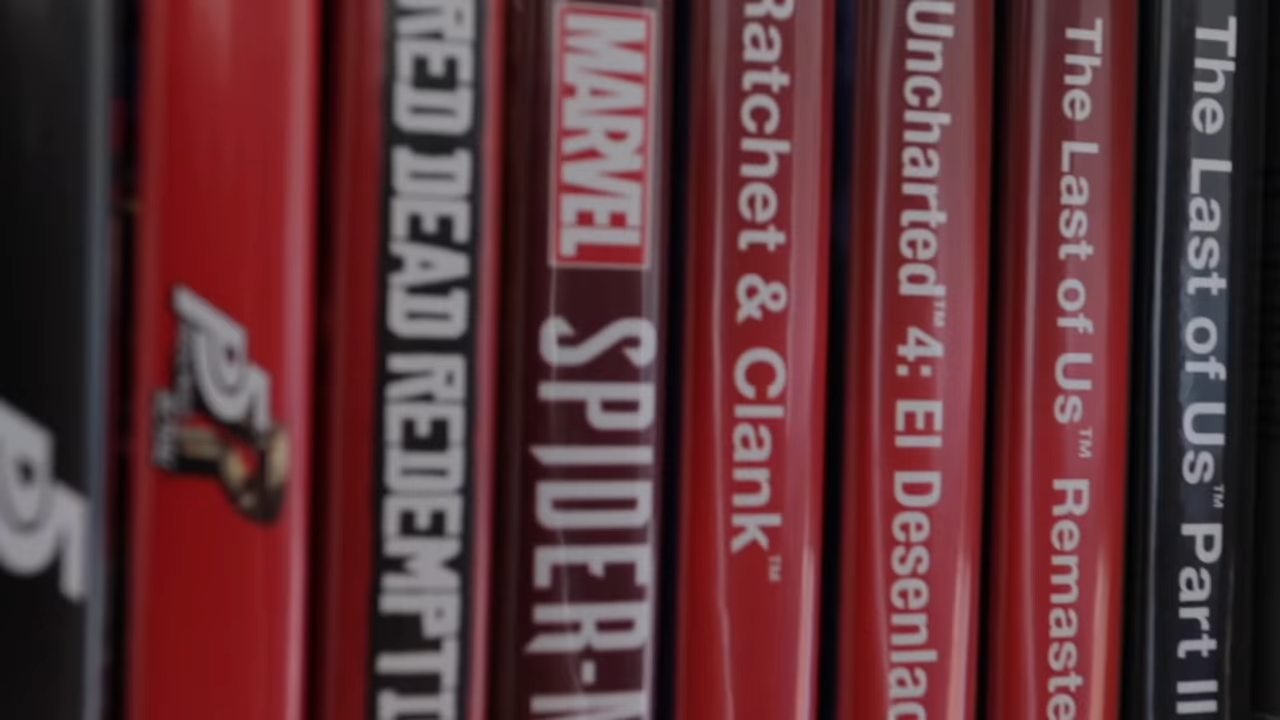 P5
P5
RED DEAD REDEMPTI
MARVEL
SPIDER-M
Ratchet & Clank™
Uncharted™ 4: El Desenlac
The Last of Us™ Remaste
The Last of Us™ Part II